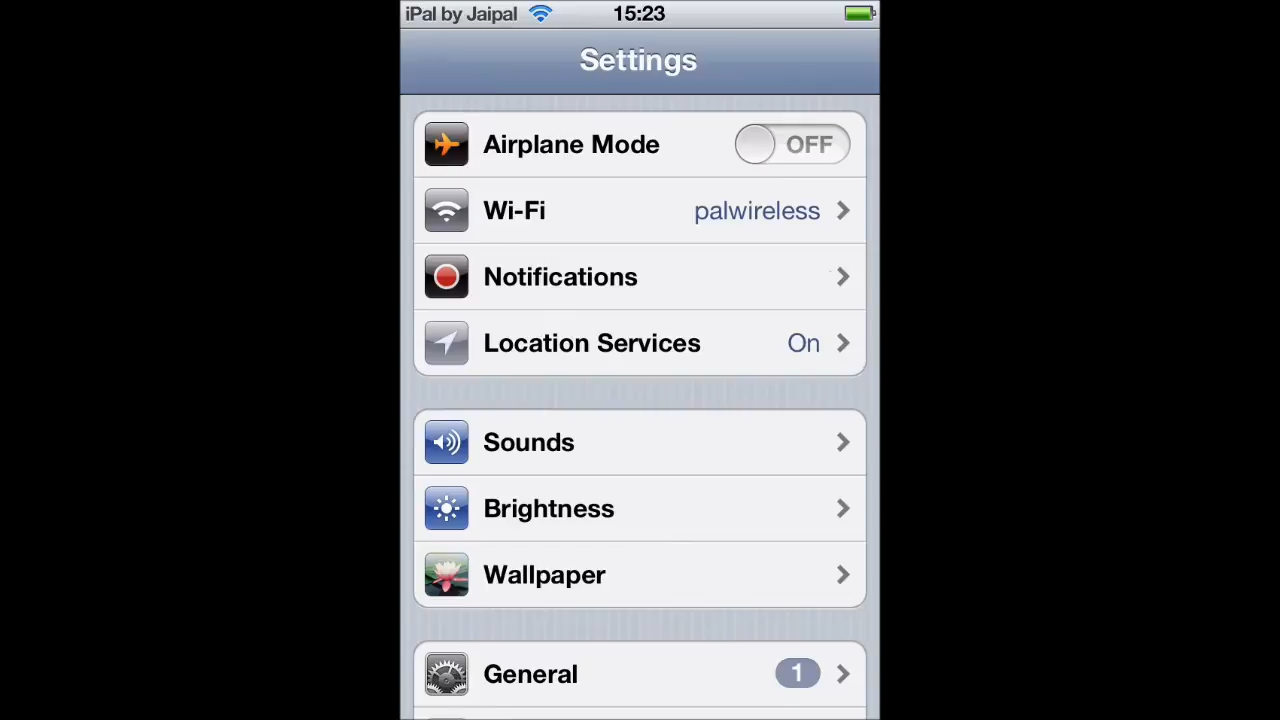 iPal by Jaipal 15:23
Settings
Airplane Mode OFF
Wi-Fi palwireless
Notifications
Location Services On
Sounds
Brightness
Wallpaper
General 1